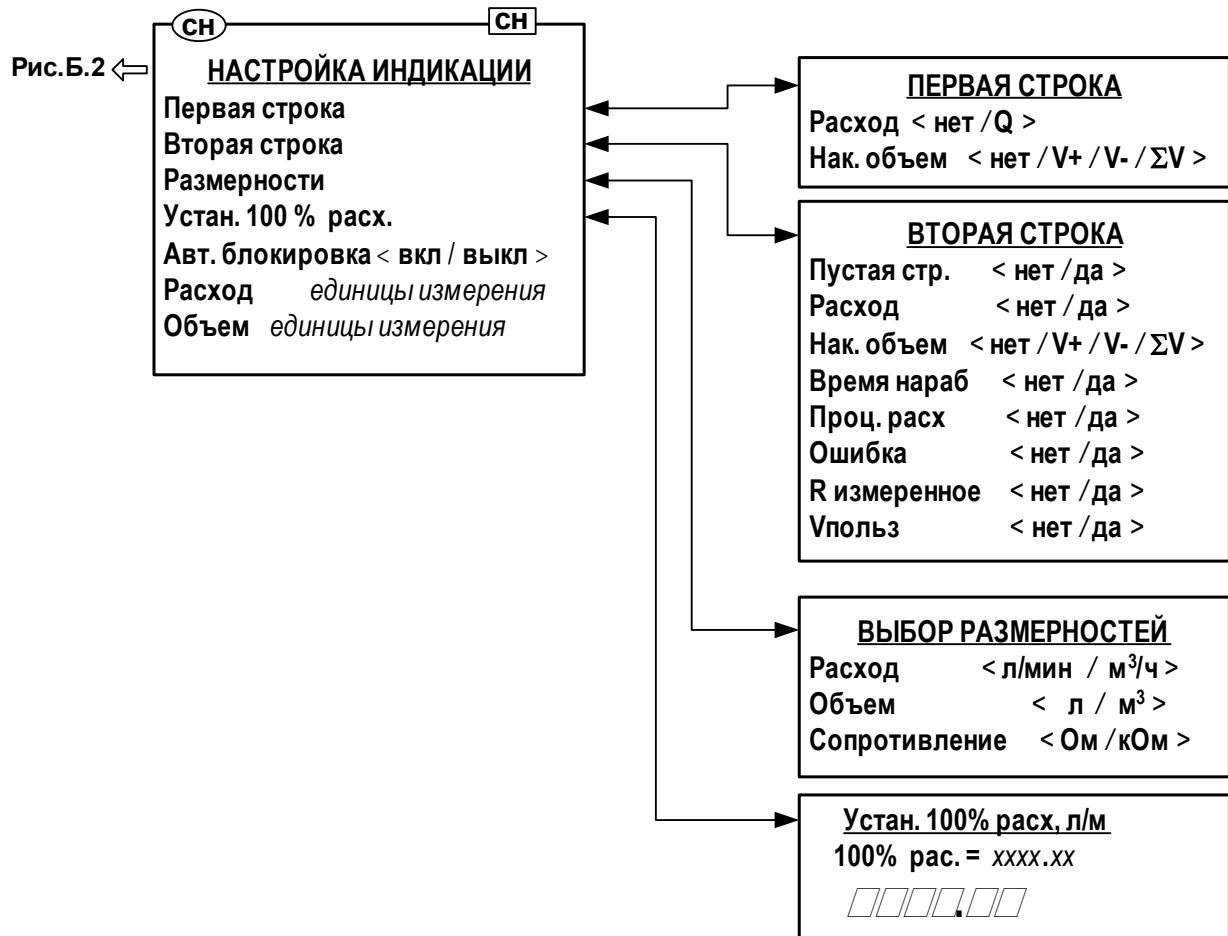 СН
СН
Рис.Б.2
НАСТРОЙКА ИНДИКАЦИИ
Первая строка
Вторая строка
Размерности
Устан. 100 % расх.
Авт. блокировка < вкл / выкл >
Расход единицы измерения
Объем единицы измерения
ПЕРВАЯ СТРОКА
Расход < нет / Q >
Нак. объем < нет / V+ / V- / ΣV >
ВТОРАЯ СТРОКА
Пустая стр. < нет / да >
Расход < нет / да >
Нак. объем < нет / V+ / V- / ΣV >
Время нараб < нет / да >
Проц. расх < нет / да >
Ошибка < нет / да >
R измеренное < нет / да >
Vпольз < нет / да >
ВЫБОР РАЗМЕРНОСТЕЙ
Расход < л/мин / м³/ч >
Объем < л / м³ >
Сопротивление < Ом / кОм >
Устан. 100% расх, л/м
100% рас. = xxxx.xx